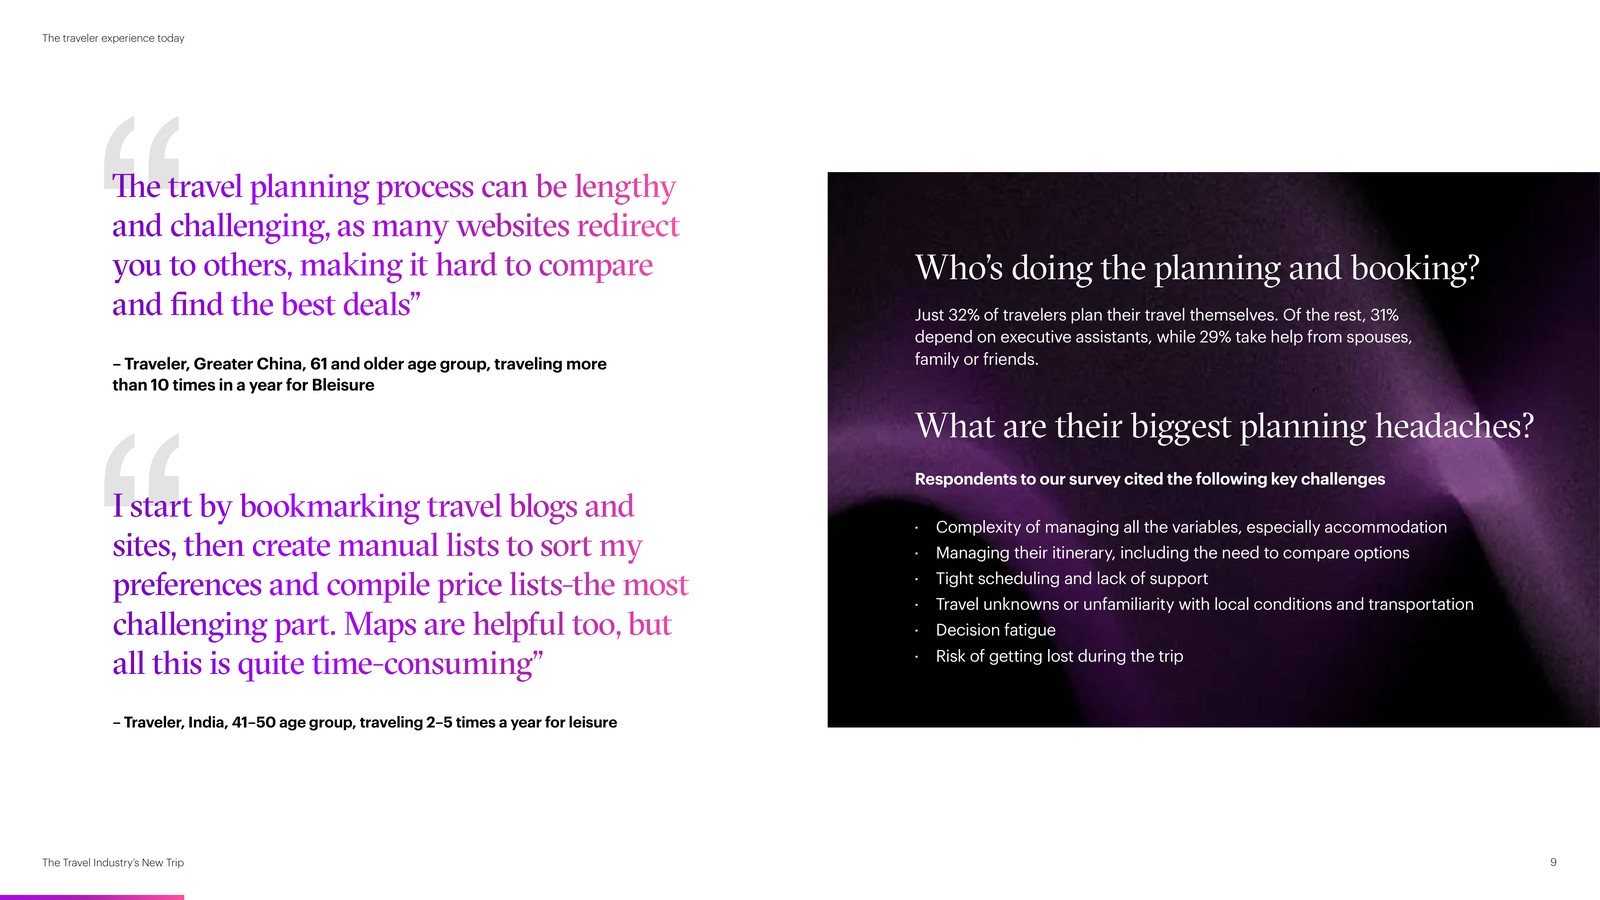 The traveler experience today
“
The travel planning process can be lengthy
and challenging, as many websites redirect
you to others, making it hard to compare
and find the best deals”
– Traveler, Greater China, 61 and older age group, traveling more
than 10 times in a year for Bleisure
“
I start by bookmarking travel blogs and
sites, then create manual lists to sort my
preferences and compile price lists–the most
challenging part. Maps are helpful too, but
all this is quite time-consuming”
– Traveler, India, 41–50 age group, traveling 2–5 times a year for leisure
Who’s doing the planning and booking?
Just 32% of travelers plan their travel themselves. Of the rest, 31%
depend on executive assistants, while 29% take help from spouses,
family or friends.
What are their biggest planning headaches?
Respondents to our survey cited the following key challenges
· Complexity of managing all the variables, especially accommodation
· Managing their itinerary, including the need to compare options
· Tight scheduling and lack of support
· Travel unknowns or unfamiliarity with local conditions and transportation
· Decision fatigue
· Risk of getting lost during the trip
The Travel Industry’s New Trip
9